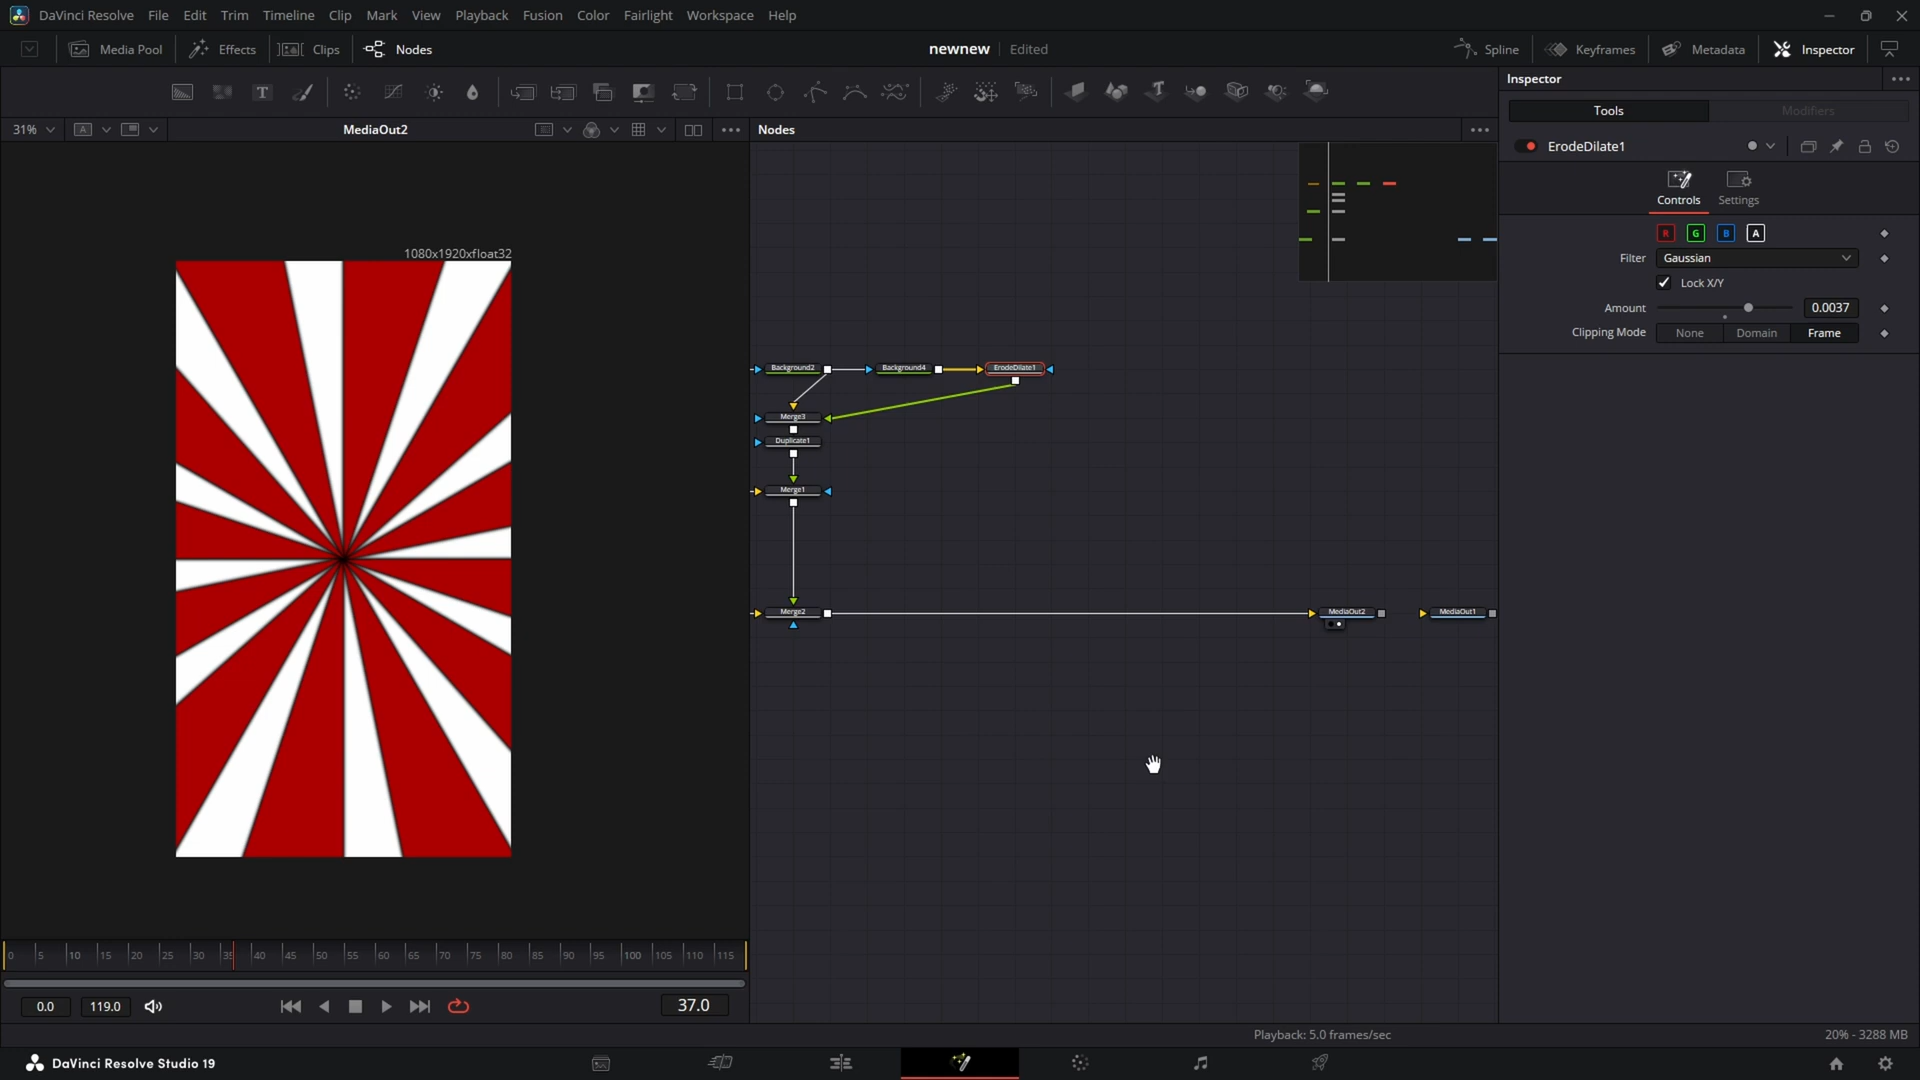 DaVinci Resolve File Edit Trim Timeline Clip Mark View Playback Fusion Color Fairlight Workspace Help
Media Pool Effects Clips Nodes newnew Edited Spline Keyframes Metadata Inspector
Inspector
Tools Modifiers
31% A MediaOut2 Nodes
ErodeDilate1
Controls Settings
R G B A
Filter Gaussian
Lock X/Y
Amount 0.0037
Clipping Mode None Domain Frame
1080x1920xfloat32
Background2 Background4 ErodeDilate1
Merge3
Duplicate1
Merge1
Merge2 MediaOut2 MediaOut1
0 5 10 15 20 25 30 35 40 45 50 55 60 65 70 75 80 85 90 95 100 105 110 115
0.0 119.0 37.0
Playback: 5.0 frames/sec 20% - 3288 MB
DaVinci Resolve Studio 19